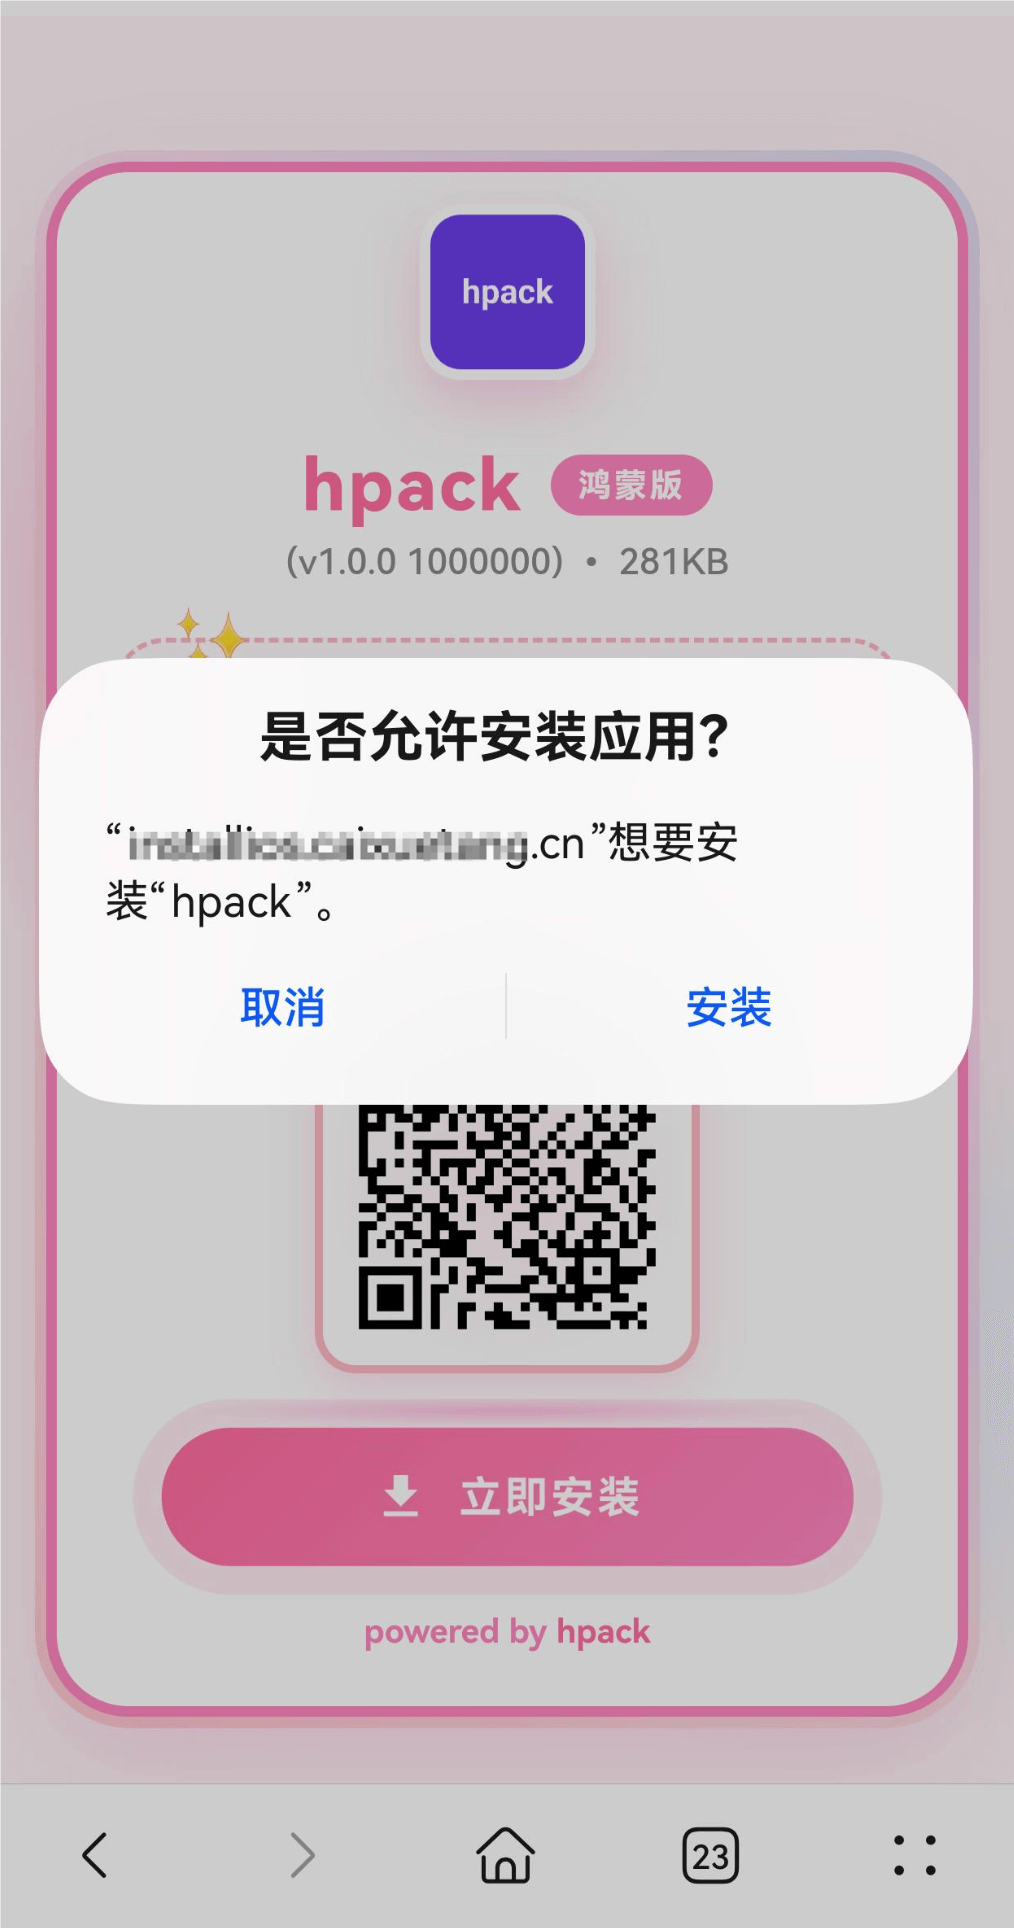 hpack
hpack 鸿蒙版
(v1.0.0 1000000) • 281KB
是否允许安装应用？
“.cn”想要安
装“hpack”。
取消 安装
立即安装
powered by hpack
23